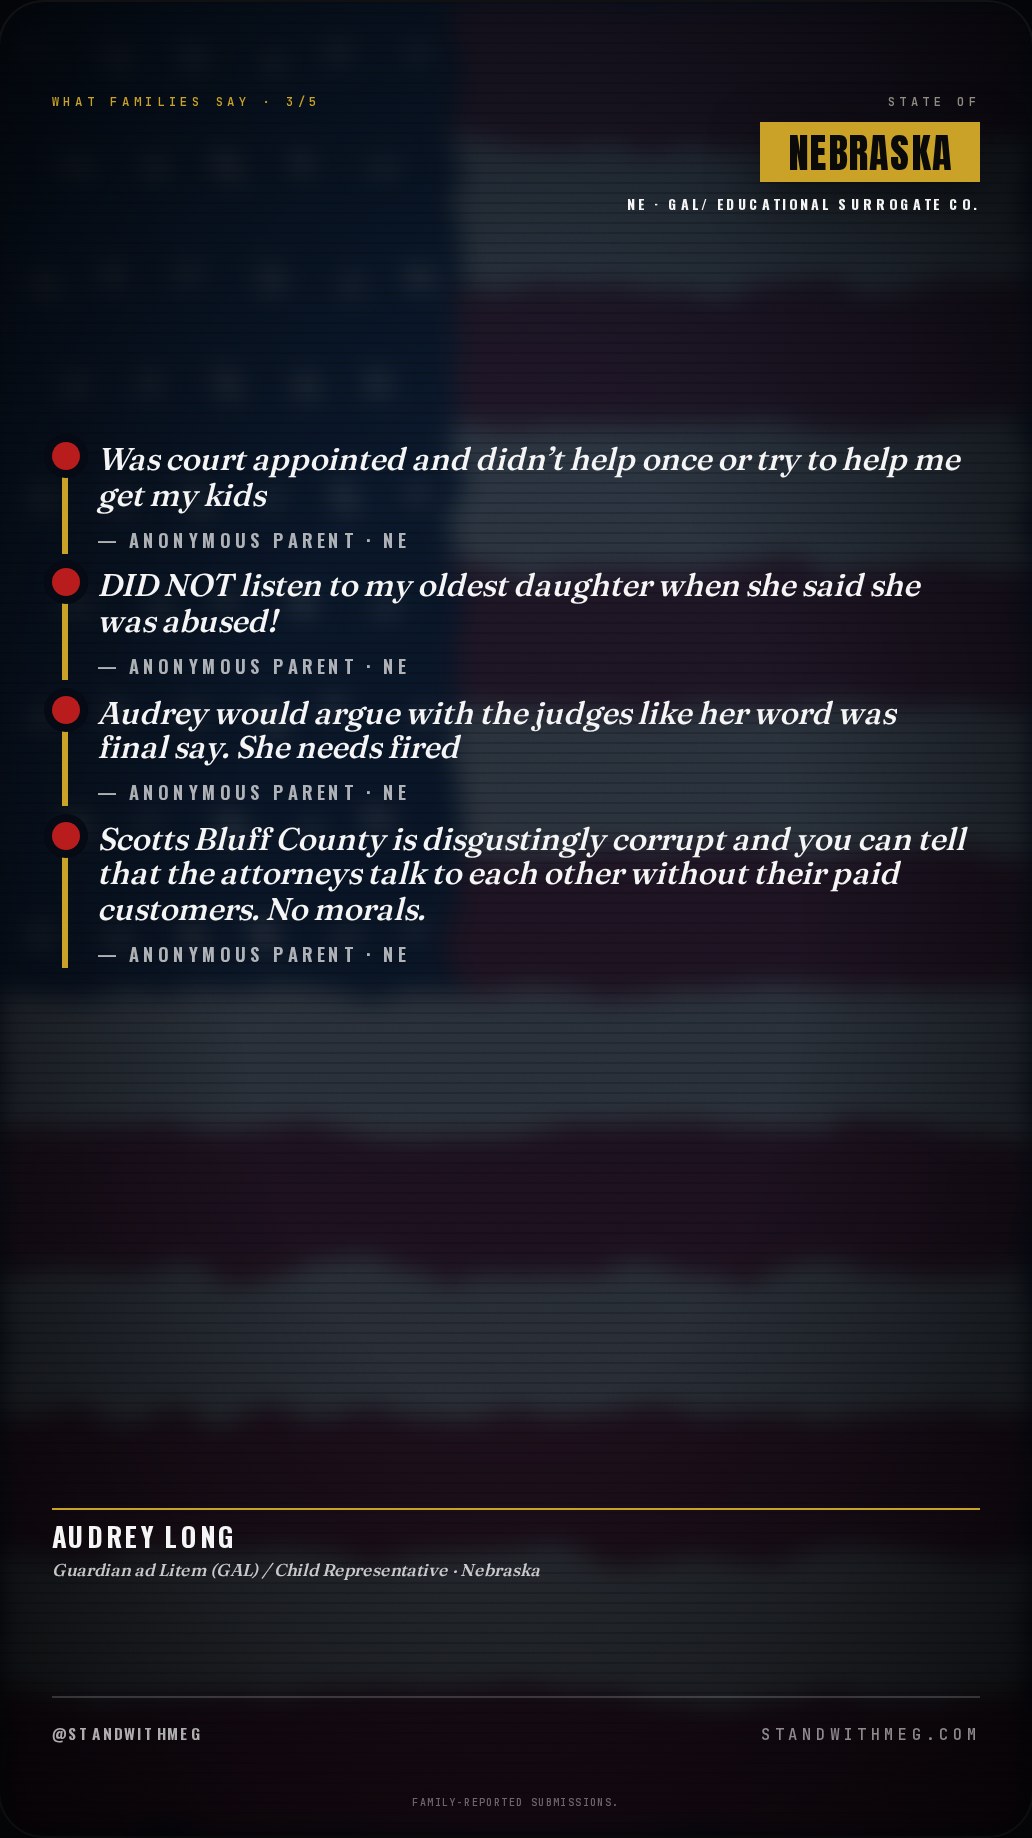 WHAT FAMILIES SAY · 3/5
STATE OF
NEBRASKA
NE · GAL/ EDUCATIONAL SURROGATE CO.
Was court appointed and didn’t help once or try to help me
get my kids
— ANONYMOUS PARENT · NE
DID NOT listen to my oldest daughter when she said she
was abused!
— ANONYMOUS PARENT · NE
Audrey would argue with the judges like her word was
final say. She needs fired
— ANONYMOUS PARENT · NE
Scotts Bluff County is disgustingly corrupt and you can tell
that the attorneys talk to each other without their paid
customers. No morals.
— ANONYMOUS PARENT · NE
AUDREY LONG
Guardian ad Litem (GAL) / Child Representative · Nebraska
@STANDWITHMEG
STANDWITHMEG.COM
FAMILY-REPORTED SUBMISSIONS.